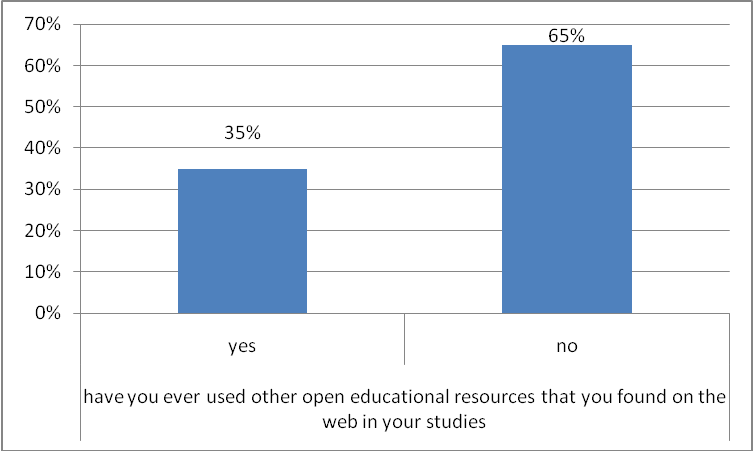 70%
65%
60%
50%
40%
35%
30%
20%
10%
0%
yes
no
have you ever used other open educational resources that you found on the
web in your studies